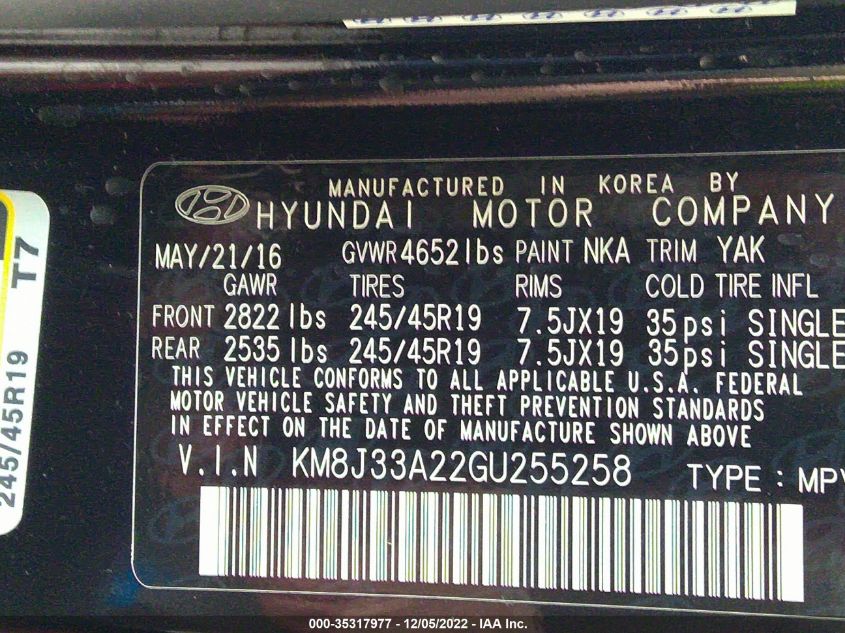 MANUFACTURED IN KOREA BY
HYUNDAI MOTOR COMPANY
MAY/21/16 GVWR 4652 lbs PAINT NKA TRIM YAK
GAWR TIRES RIMS COLD TIRE INFL
FRONT 2822 lbs 245/45R19 7.5JX19 35psi SINGLE
REAR 2535 lbs 245/45R19 7.5JX19 35psi SINGLE
THIS VEHICLE CONFORMS TO ALL APPLICABLE U.S.A. FEDERAL
MOTOR VEHICLE SAFETY AND THEFT PREVENTION STANDARDS
IN EFFECT ON THE DATE OF MANUFACTURE SHOWN ABOVE
V.I.N KM8J33A22GU255258 TYPE : MPV
245/45R19 T7
000-35317977 - 12/05/2022 - IAA Inc.